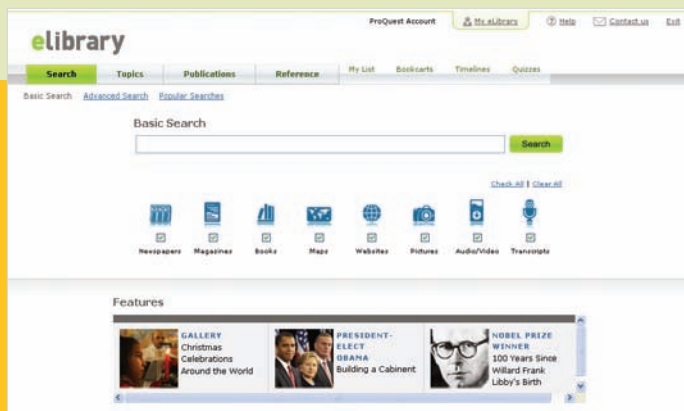 ProQuest Account My eLibrary Help Contact us Exit
elibrary
Search Topics Publications Reference My List Bookcarts Timelines Quizzes
Basic Search Advanced Search Popular Searches
Basic Search
Search
Check All | Clear All
Newspapers Magazines Books Maps Websites Pictures Audio/Video Transcripts
Features
GALLERY
Christmas
Celebrations
Around the World
PRESIDENT-
ELECT
OBAMA
Building a Cabinent
NOBEL PRIZE
WINNER
100 Years Since
Willard Frank
Libby's Birth